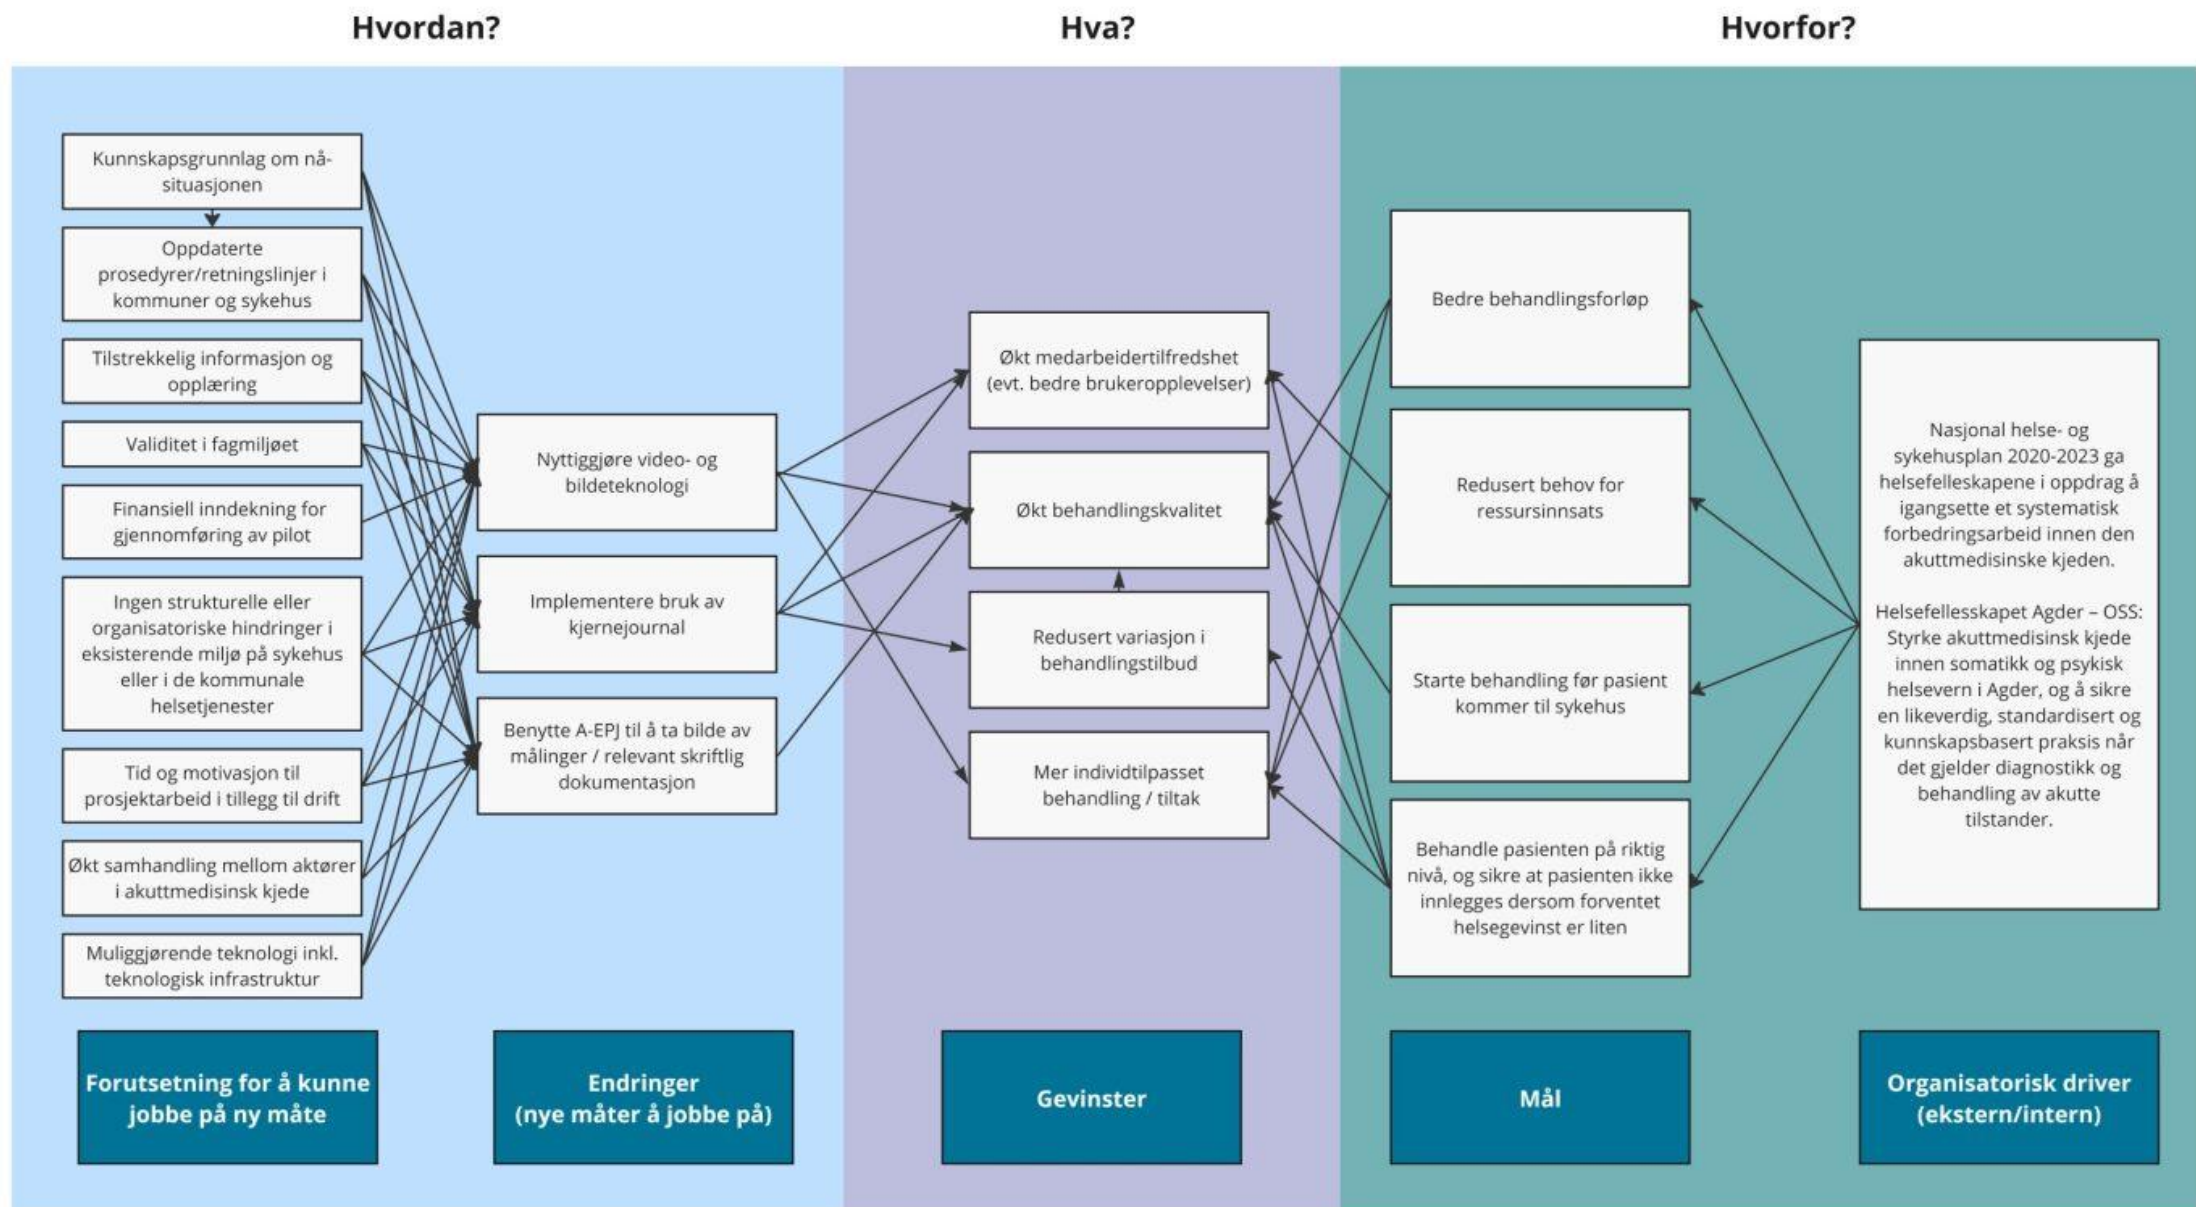 Hvordan?
Hva?
Hvorfor?
Kunnskapsgrunnlag om nå-
situasjonen
Oppdaterte
prosedyrer/retningslinjer i
kommuner og sykehus
Tilstrekkelig informasjon og
opplæring
Validitet i fagmiljøet
Finansiell inndekning for
gjennomføring av pilot
Ingen strukturelle eller
organisatoriske hindringer i
eksisterende miljø på sykehus
eller i de kommunale
helsetjenester
Tid og motivasjon til
prosjektarbeid i tillegg til drift
Økt samhandling mellom aktører
i akuttmedisinsk kjede
Muliggjørende teknologi inkl.
teknologisk infrastruktur
Forutsetning for å kunne
jobbe på ny måte
Nyttiggjøre video- og
bildeteknologi
Implementere bruk av
kjernejournal
Benytte A-EPJ til å ta bilde av
målinger / relevant skriftlig
dokumentasjon
Endringer
(nye måter å jobbe på)
Økt medarbeidertilfredshet
(evt. bedre brukeropplevelser)
Økt behandlingskvalitet
Redusert variasjon i
behandlingstilbud
Mer individtilpasset
behandling / tiltak
Gevinster
Bedre behandlingsforløp
Redusert behov for
ressursinnsats
Starte behandling før pasient
kommer til sykehus
Behandle pasienten på riktig
nivå, og sikre at pasienten ikke
innlegges dersom forventet
helsegevinst er liten
Mål
Nasjonal helse- og
sykehusplan 2020-2023 ga
helsefelleskapene i oppdrag å
igangsette et systematisk
forbedringsarbeid innen den
akuttmedisinske kjeden.
Helsefellesskapet Agder – OSS:
Styrke akuttmedisinsk kjede
innen somatikk og psykisk
helsevern i Agder, og å sikre
en likeverdig, standardisert og
kunnskapsbasert praksis når
det gjelder diagnostikk og
behandling av akutte
tilstander.
Organisatorisk driver
(ekstern/intern)